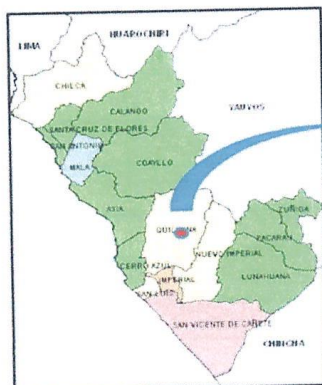 LIMA
HUAROCHIRI
CHILCA
CALANGO
YAUYOS
SANTA CRUZ DE FLORES
SAN ANTONIO
MALA
COAYLLO
ASIA
ZUÑIGA
QUILMANA
PACARAN
NUEVO IMPERIAL
CERRO AZUL
LUNAHUANA
IMPERIAL
SAN LUIS
SAN VICENTE DE CAÑETE
CHINCHA